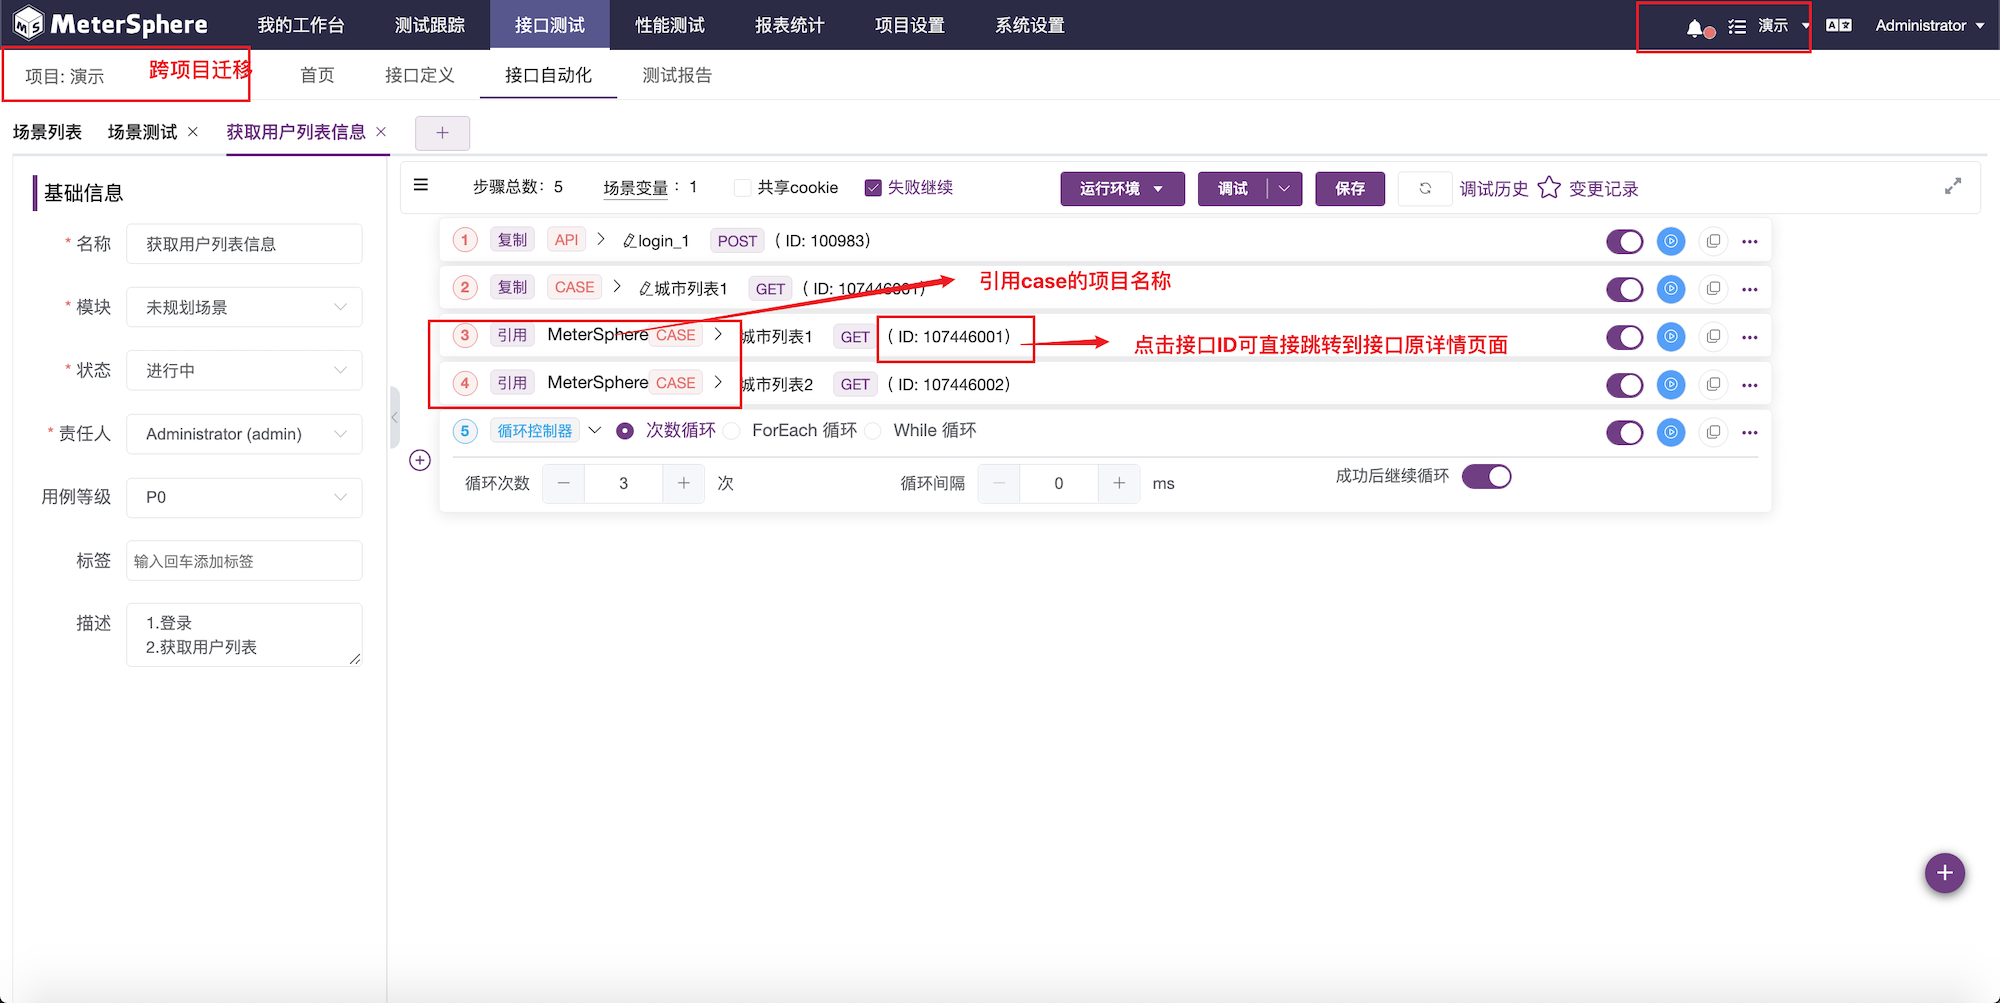 MeterSphere 我的工作台 测试跟踪 接口测试 性能测试 报表统计 项目设置 系统设置 演示 Administrator
项目: 演示 跨项目迁移 首页 接口定义 接口自动化 测试报告
场景列表 场景测试 获取用户列表信息
步骤总数: 5 场景变量 : 1 共享cookie 失败继续 运行环境 调试 保存 调试历史 变更记录
基础信息
* 名称 获取用户列表信息
* 模块 未规划场景
* 状态 进行中
* 责任人 Administrator (admin)
用例等级 P0
标签 输入回车添加标签
描述 1.登录
2.获取用户列表
1 复制 API login_1 POST ( ID: 100983)
2 复制 CASE 城市列表1 GET ( ID: 107446001)
引用case的项目名称
3 引用 MeterSphere CASE 城市列表1 GET ( ID: 107446001)
点击接口ID可直接跳转到接口原详情页面
4 引用 MeterSphere CASE 城市列表2 GET ( ID: 107446002)
5 循环控制器 次数循环 ForEach 循环 While 循环
循环次数 3 次 循环间隔 0 ms 成功后继续循环